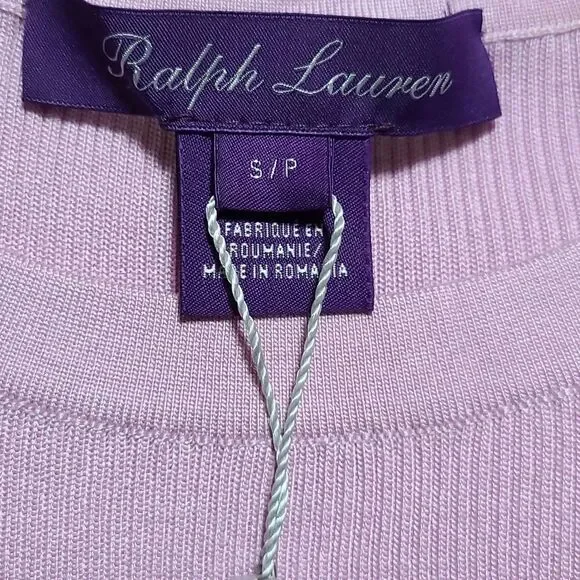 Ralph Lauren
S/P
FABRIQUE EN
ROUMANIE/
MADE IN ROMANIA